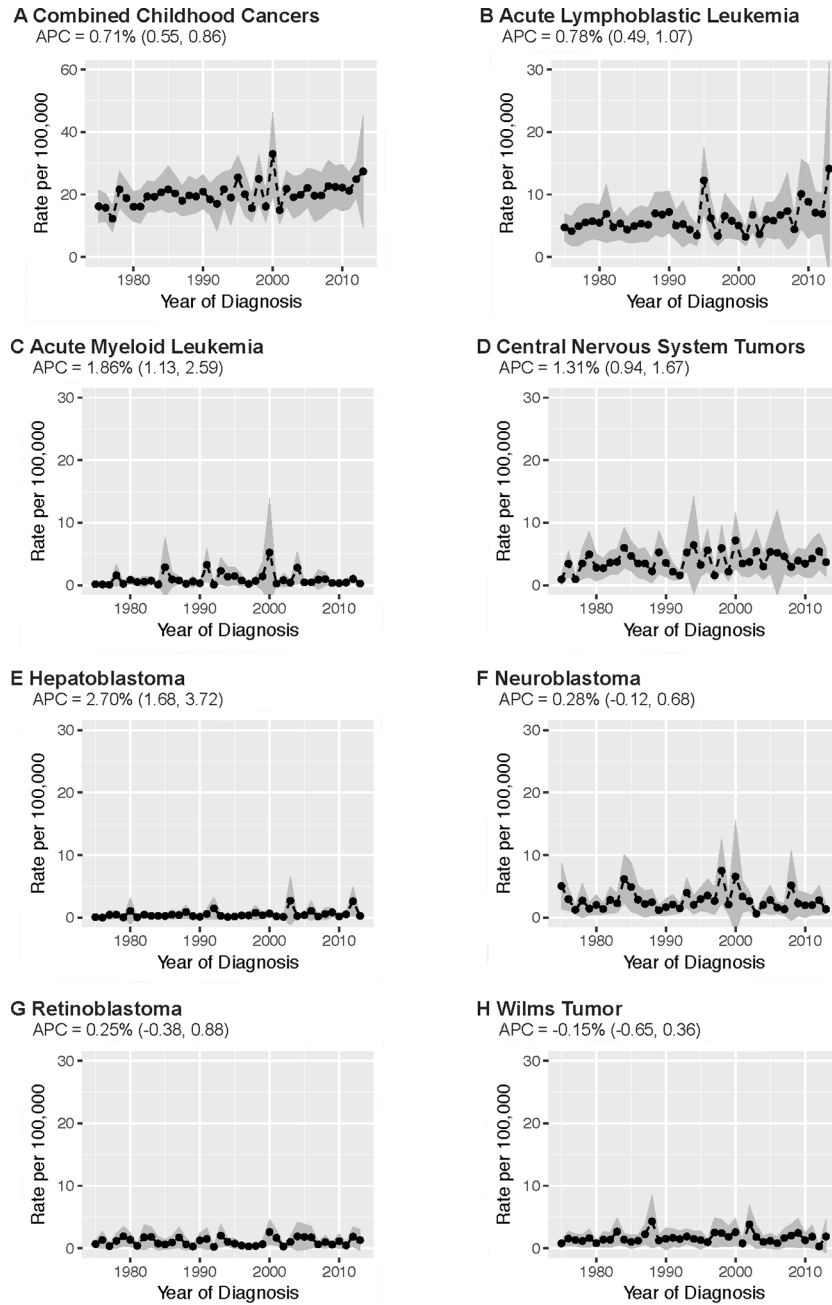 A Combined Childhood Cancers
APC = 0.71% (0.55, 0.86)
60
40
20
0
Rate per 100,000
1980 1990 2000 2010
Year of Diagnosis
B Acute Lymphoblastic Leukemia
APC = 0.78% (0.49, 1.07)
30
20
10
0
Rate per 100,000
1980 1990 2000 2010
Year of Diagnosis
C Acute Myeloid Leukemia
APC = 1.86% (1.13, 2.59)
30
20
10
0
Rate per 100,000
1980 1990 2000 2010
Year of Diagnosis
D Central Nervous System Tumors
APC = 1.31% (0.94, 1.67)
30
20
10
0
Rate per 100,000
1980 1990 2000 2010
Year of Diagnosis
E Hepatoblastoma
APC = 2.70% (1.68, 3.72)
30
20
10
0
Rate per 100,000
1980 1990 2000 2010
Year of Diagnosis
F Neuroblastoma
APC = 0.28% (-0.12, 0.68)
30
20
10
0
Rate per 100,000
1980 1990 2000 2010
Year of Diagnosis
G Retinoblastoma
APC = 0.25% (-0.38, 0.88)
30
20
10
0
Rate per 100,000
1980 1990 2000 2010
Year of Diagnosis
H Wilms Tumor
APC = -0.15% (-0.65, 0.36)
30
20
10
0
Rate per 100,000
1980 1990 2000 2010
Year of Diagnosis